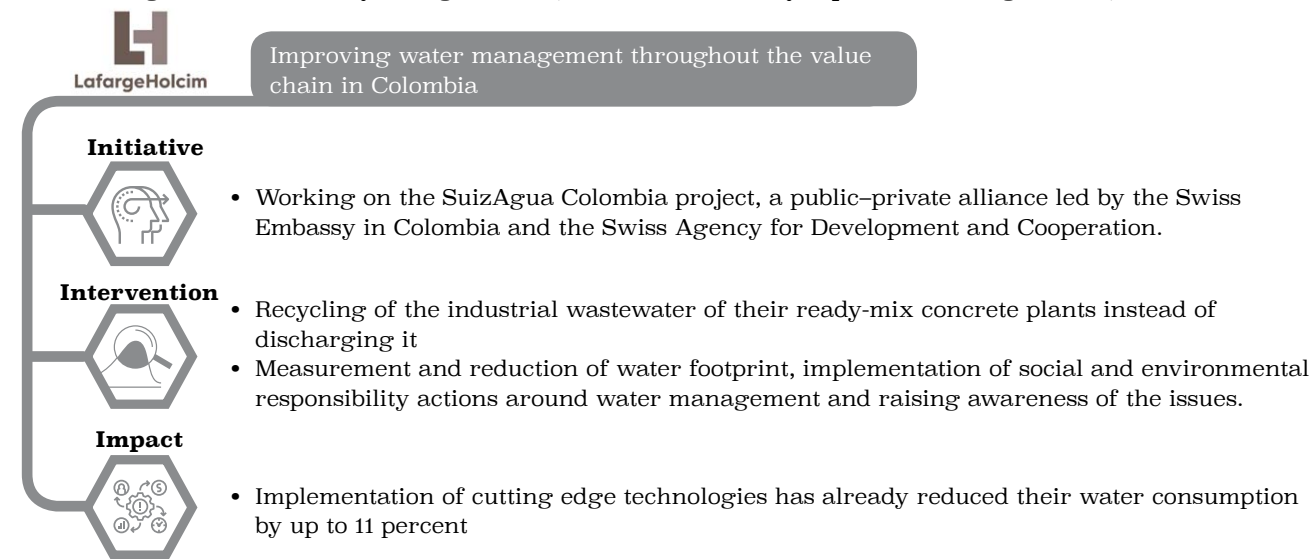 LafargeHolcim
Improving water management throughout the value
chain in Colombia
Initiative
• Working on the SuizAgua Colombia project, a public–private alliance led by the Swiss
Embassy in Colombia and the Swiss Agency for Development and Cooperation.
Intervention
• Recycling of the industrial wastewater of their ready-mix concrete plants instead of
discharging it
• Measurement and reduction of water footprint, implementation of social and environmental
responsibility actions around water management and raising awareness of the issues.
Impact
• Implementation of cutting edge technologies has already reduced their water consumption
by up to 11 percent